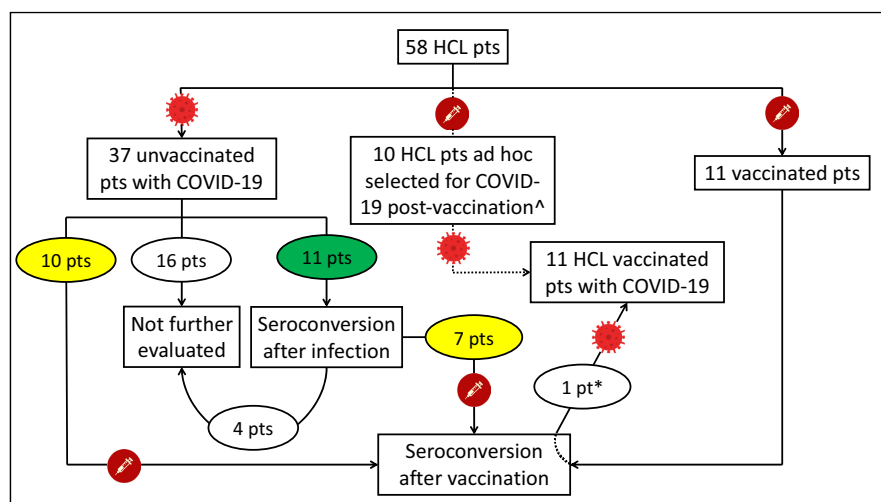 58 HCL pts
37 unvaccinated
pts with COVID-19
10 HCL pts ad hoc
selected for COVID-
19 post-vaccination^
11 vaccinated pts
10 pts
16 pts
11 pts
11 HCL vaccinated
pts with COVID-19
Not further
evaluated
Seroconversion
after infection
7 pts
1 pt*
4 pts
Seroconversion
after vaccination